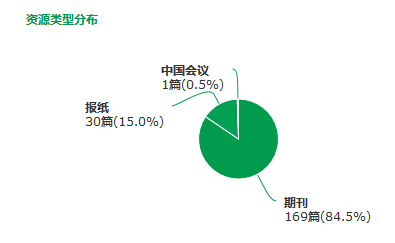 资源类型分布
中国会议
1篇(0.5%)
报纸
30篇(15.0%)
期刊
169篇(84.5%)